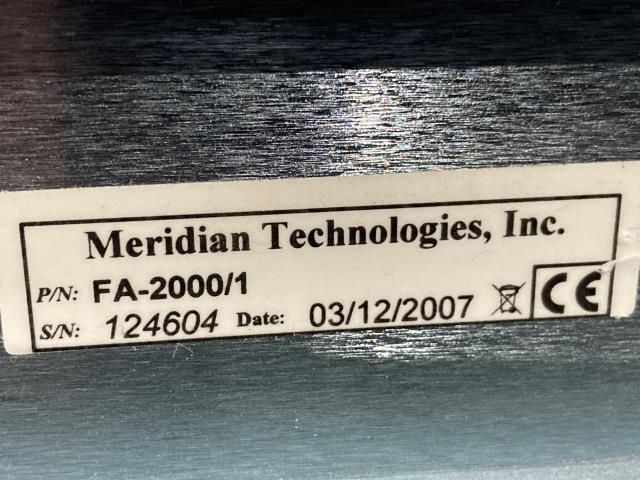 Meridian Technologies, Inc.
P/N: FA-2000/1
S/N: 124604 Date: 03/12/2007 CE